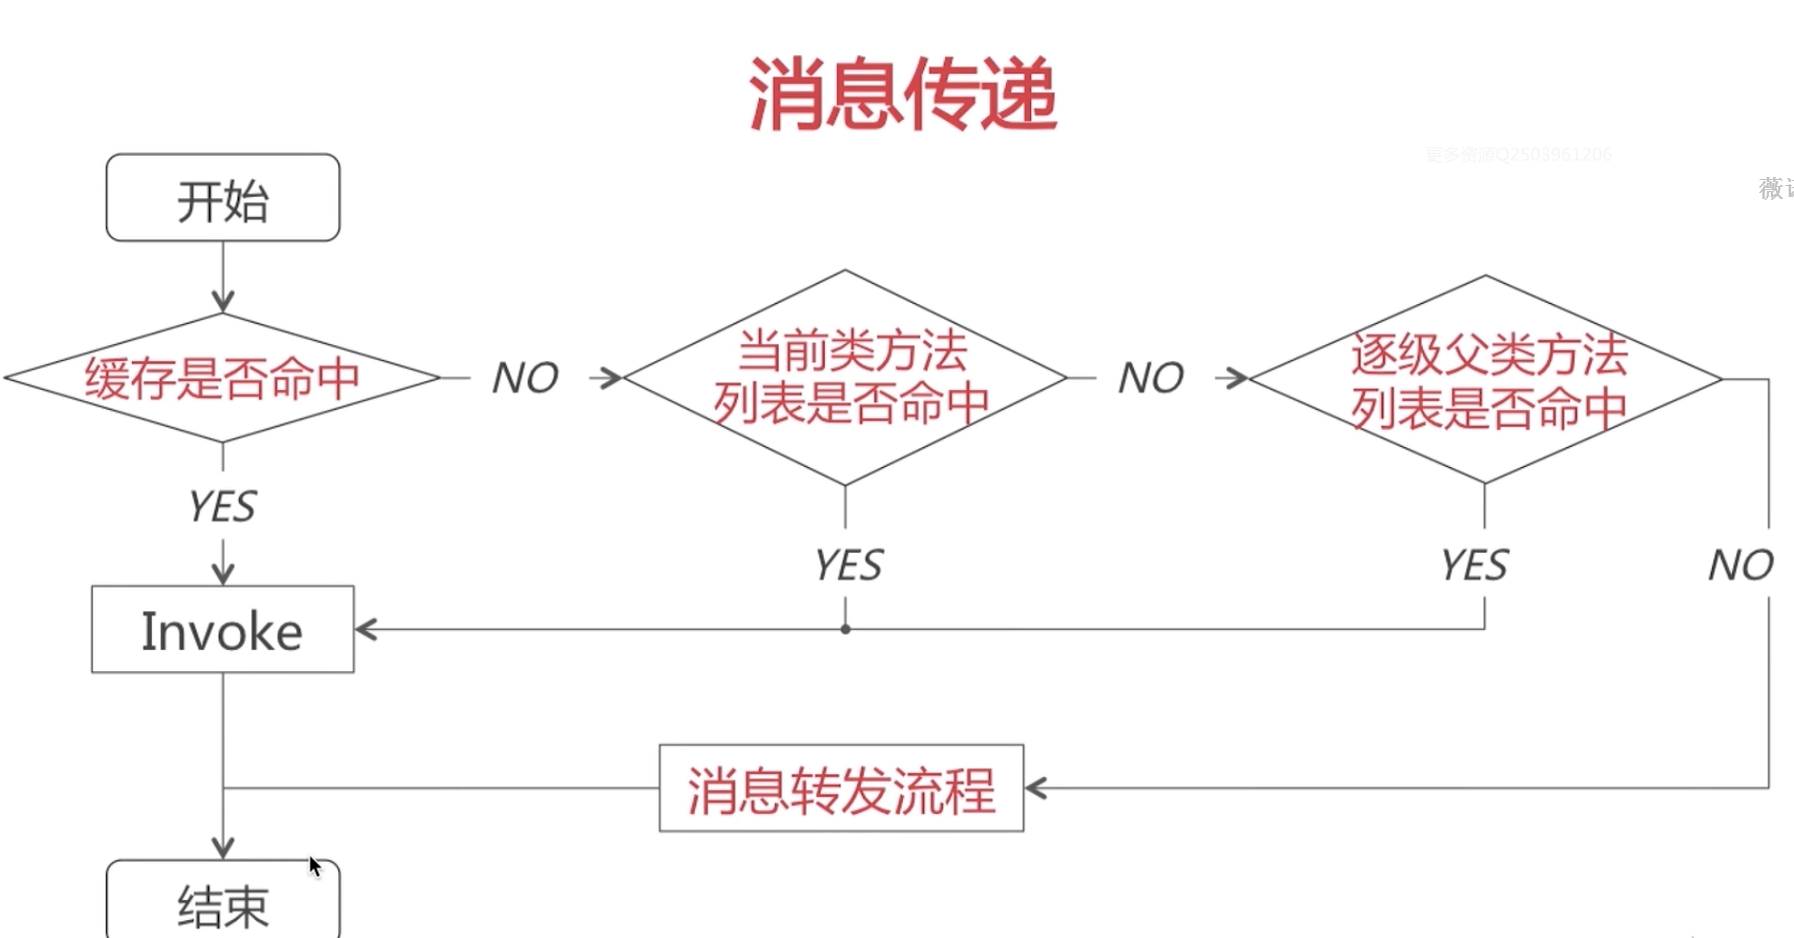 消息传递
更多资源Q2503961206
薇
开始
缓存是否命中
NO
当前类方法
列表是否命中
NO
逐级父类方法
列表是否命中
YES
YES
YES
NO
Invoke
消息转发流程
结束